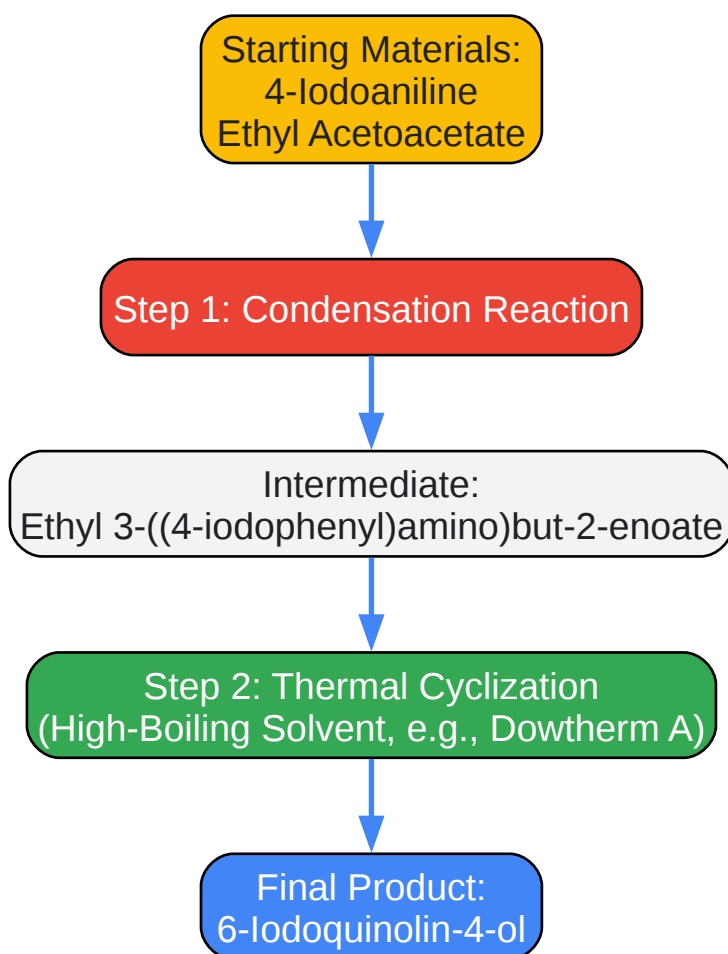 Starting Materials:
4-Iodoaniline
Ethyl Acetoacetate
Step 1: Condensation Reaction
Intermediate:
Ethyl 3-((4-iodophenyl)amino)but-2-enoate
Step 2: Thermal Cyclization
(High-Boiling Solvent, e.g., Dowtherm A)
Final Product:
6-Iodoquinolin-4-ol